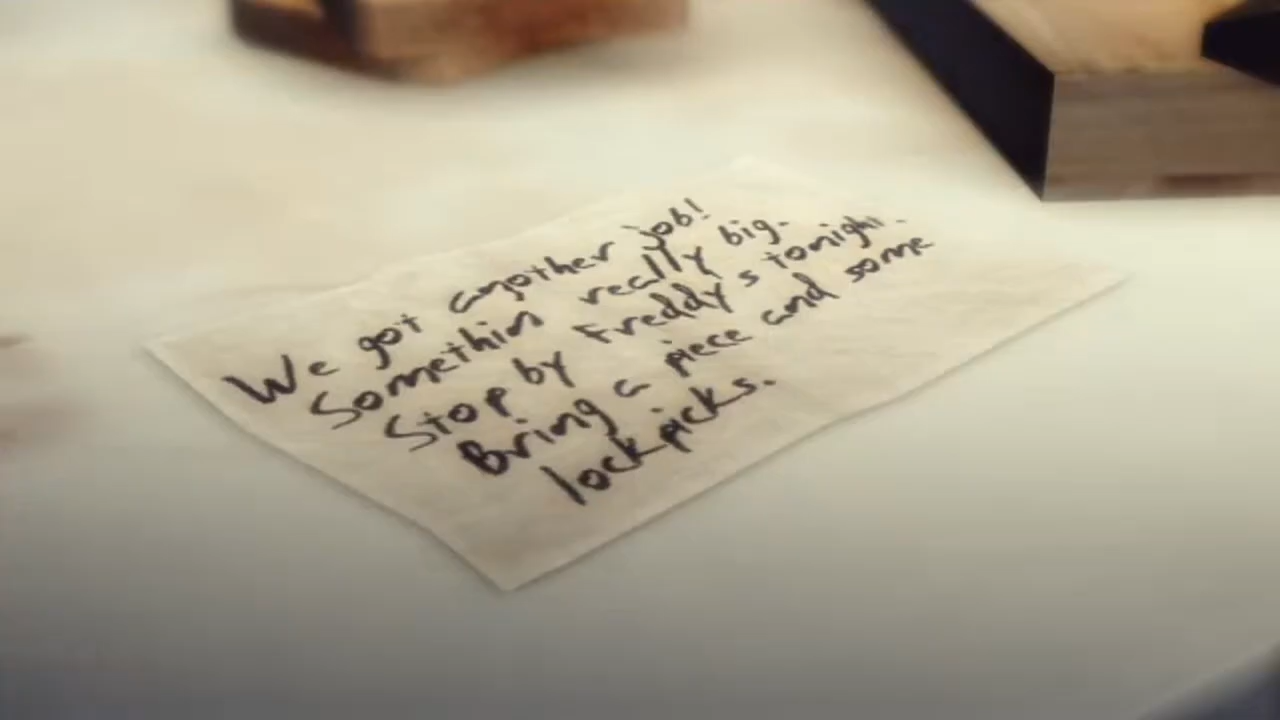 We got another job!
Somethin really big.
Stop by Freddy's tonight.
Bring a piece and some
lockpicks.